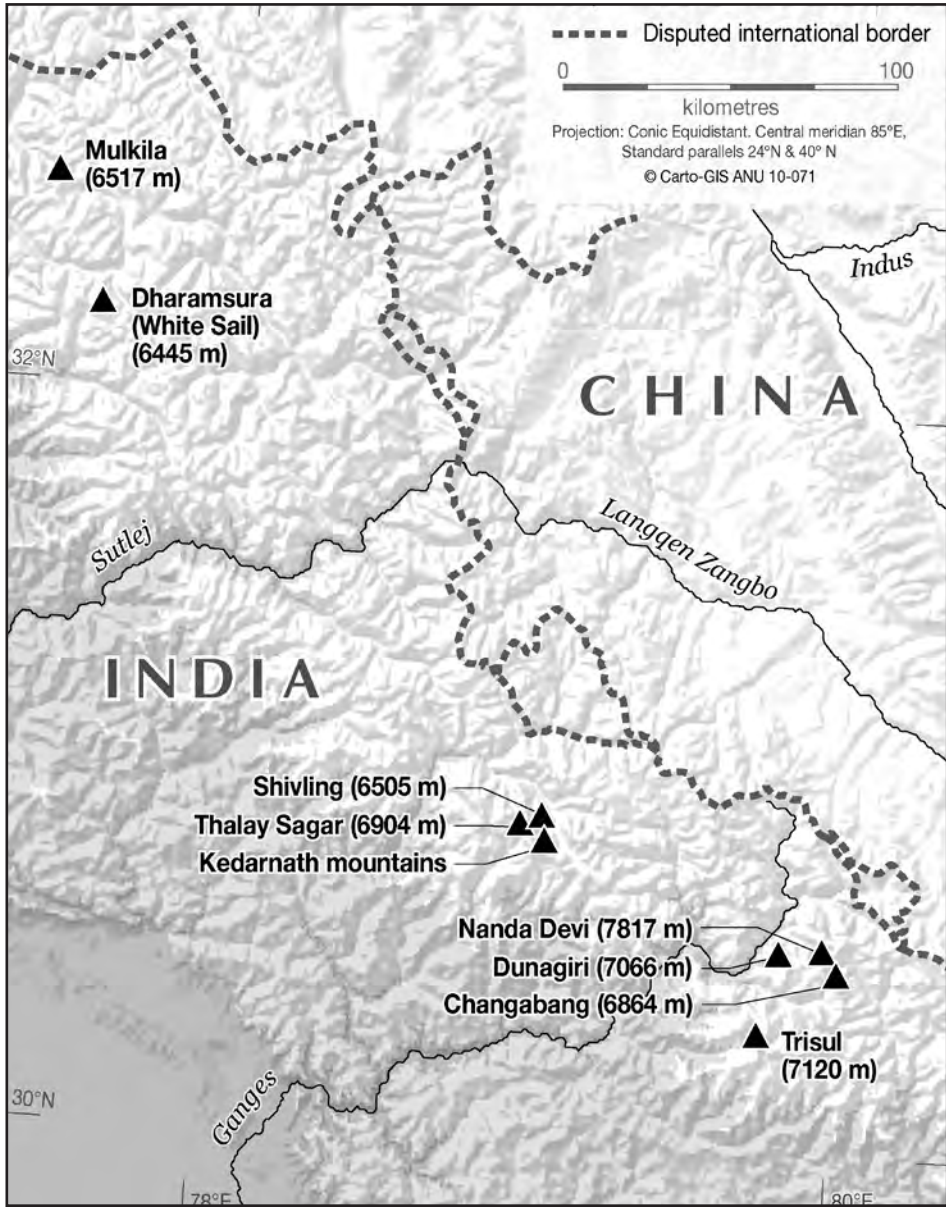 Disputed international border
0 100
kilometres
Projection: Conic Equidistant. Central meridian 85°E,
Standard parallels 24°N & 40° N
© Carto-GIS ANU 10-071
Mulkila
(6517 m)
Indus
Dharamsura
(White Sail)
(6445 m)
32°N
CHINA
Sutlej
Langqen Zangbo
INDIA
Shivling (6505 m)
Thalay Sagar (6904 m)
Kedarnath mountains
Nanda Devi (7817 m)
Dunagiri (7066 m)
Changabang (6864 m)
Trisul
(7120 m)
30°N
Ganges
78°E
80°E